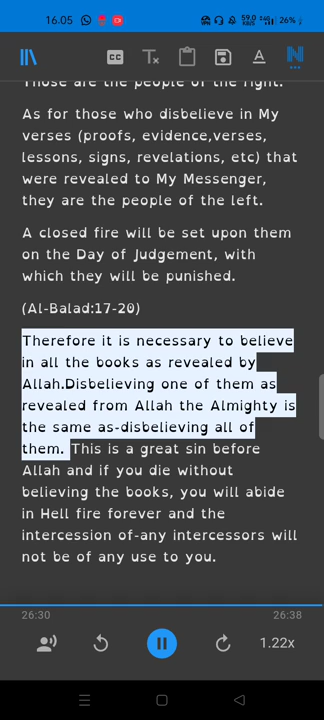 16.05
59.0
KB/S
26%
CC
Those are the people of the right.
As for those who disbelieve in My
verses (proofs, evidence,verses,
lessons, signs, revelations, etc) that
were revealed to My Messenger,
they are the people of the left.
A closed fire will be set upon them
on the Day of Judgement, with
which they will be punished.
(Al-Balad:17-20)
Therefore it is necessary to believe
in all the books as revealed by
Allah.Disbelieving one of them as
revealed from Allah the Almighty is
the same as-disbelieving all of
them. This is a great sin before
Allah and if you die without
believing the books, you will abide
in Hell fire forever and the
intercession of-any intercessors will
not be of any use to you.
26:30
26:38
1.22x